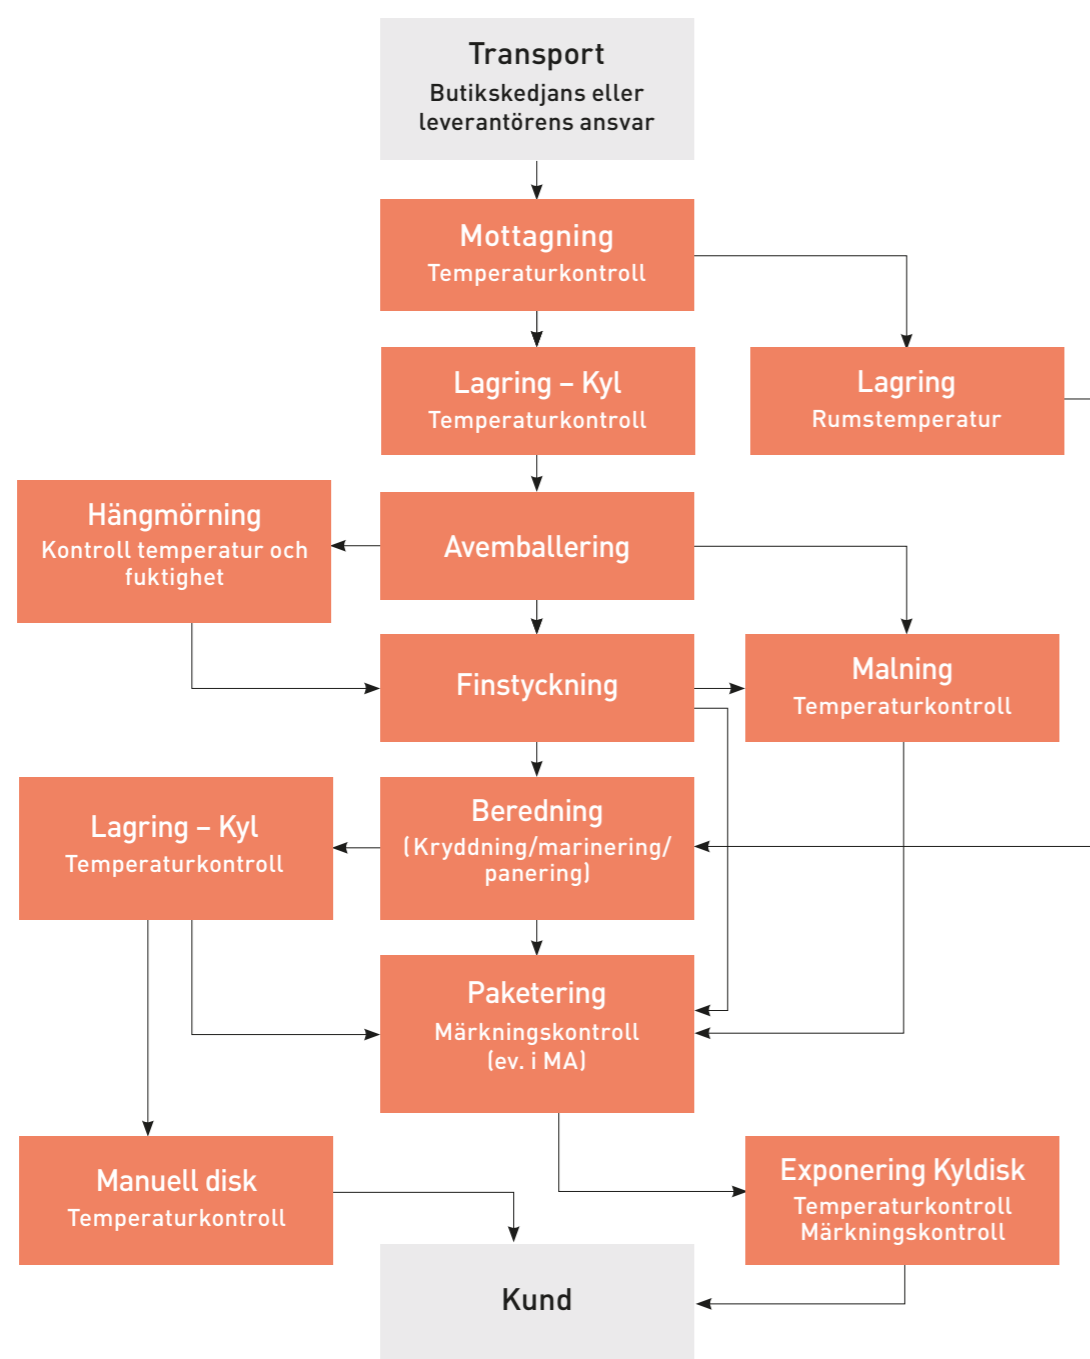 Transport
Butikskedjans eller
leverantörens ansvar
Mottagning
Temperaturkontroll
Lagring – Kyl
Temperaturkontroll
Lagring
Rumstemperatur
Hängmörning
Kontroll temperatur och
fuktighet
Avemballering
Finstyckning
Malning
Temperaturkontroll
Lagring – Kyl
Temperaturkontroll
Beredning
(Kryddning/marinering/
panering)
Paketering
Märkningskontroll
(ev. i MA)
Manuell disk
Temperaturkontroll
Exponering Kyldisk
Temperaturkontroll
Märkningskontroll
Kund